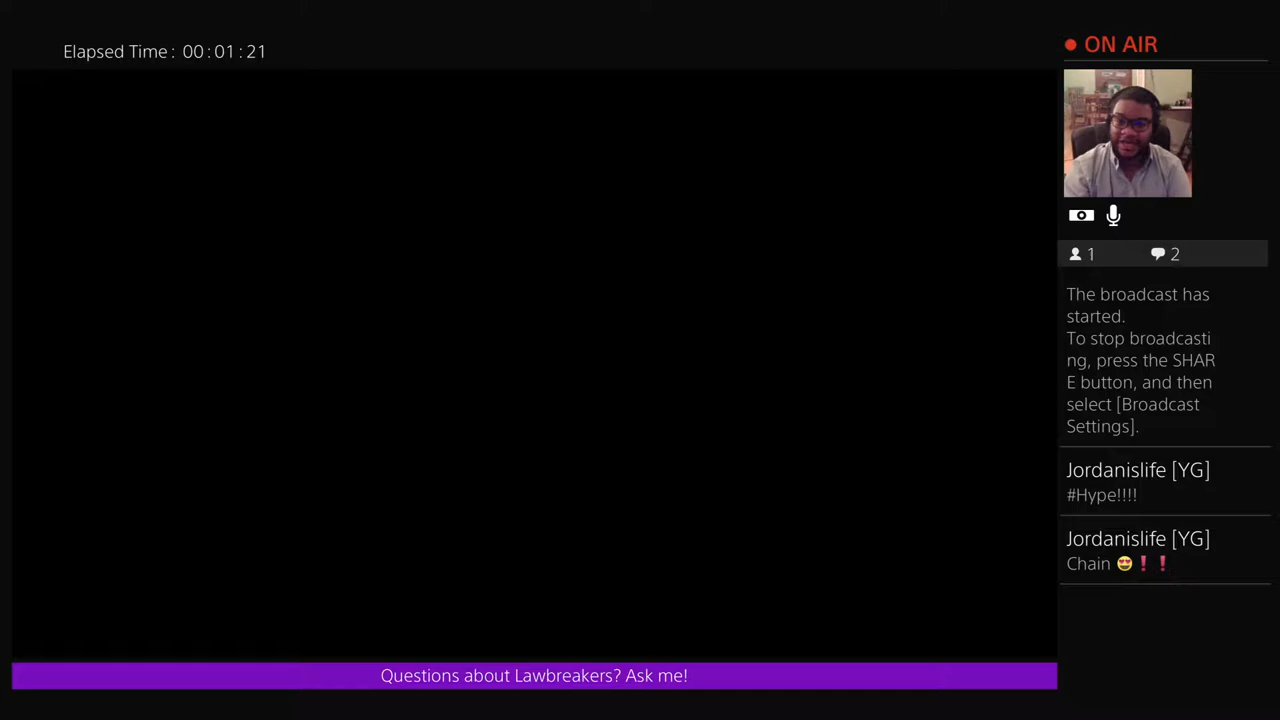 Elapsed Time: 00:01:21
ON AIR
1
2
The broadcast has
started.
To stop broadcasti
ng, press the SHAR
E button, and then
select [Broadcast
Settings].
Jordanislife [YG]
#Hype!!!!
Jordanislife [YG]
Chain 😍❗❗
Questions about Lawbreakers? Ask me!